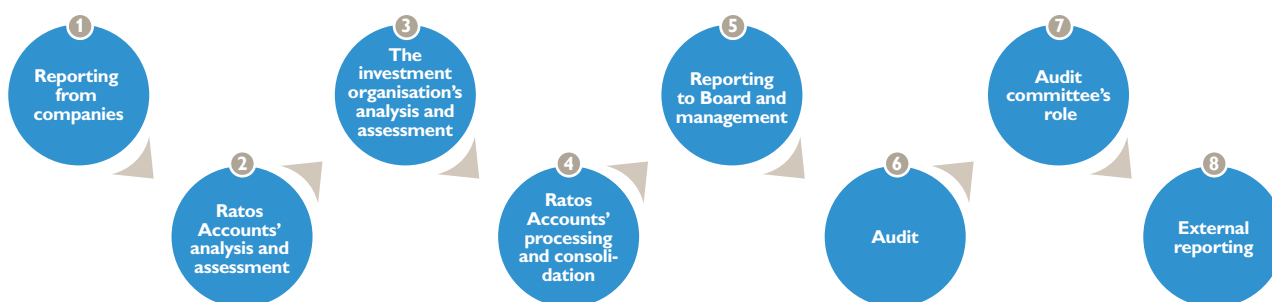 1
Reporting
from
companies
2
Ratos
Accounts’
analysis and
assessment
3
The
investment
organisation’s
analysis and
assessment
4
Ratos
Accounts’
processing
and consoli-
dation
5
Reporting
to Board and
management
6
Audit
7
Audit
committee’s
role
8
External
reporting